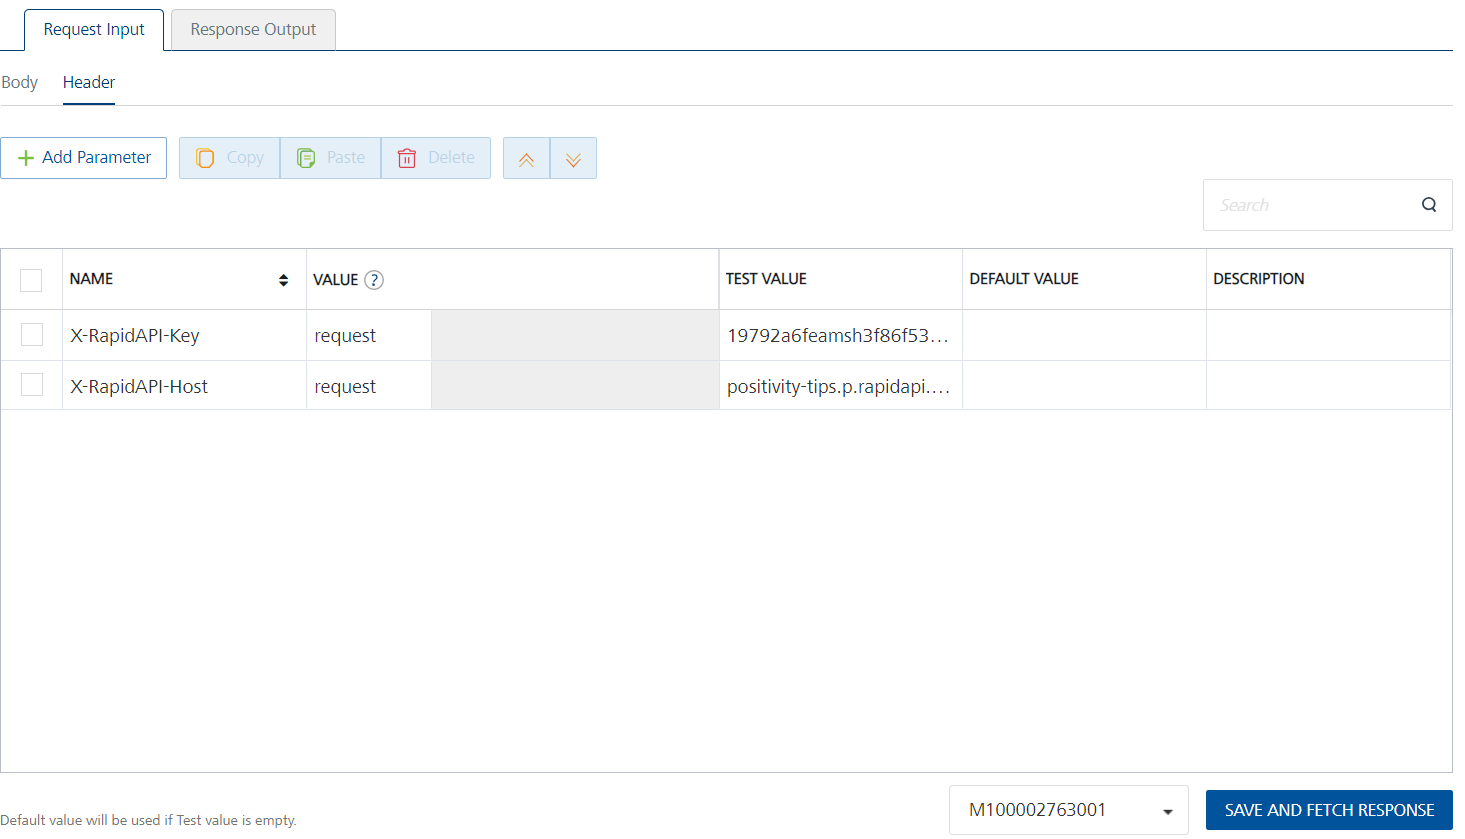 Request Input Response Output
Body Header
Add Parameter Copy Paste Delete
Search
NAME VALUE ? TEST VALUE DEFAULT VALUE DESCRIPTION
X-RapidAPI-Key request 19792a6feamsh3f86f53...
X-RapidAPI-Host request positivity-tips.p.rapidapi....
M100002763001 SAVE AND FETCH RESPONSE
Default value will be used if Test value is empty.